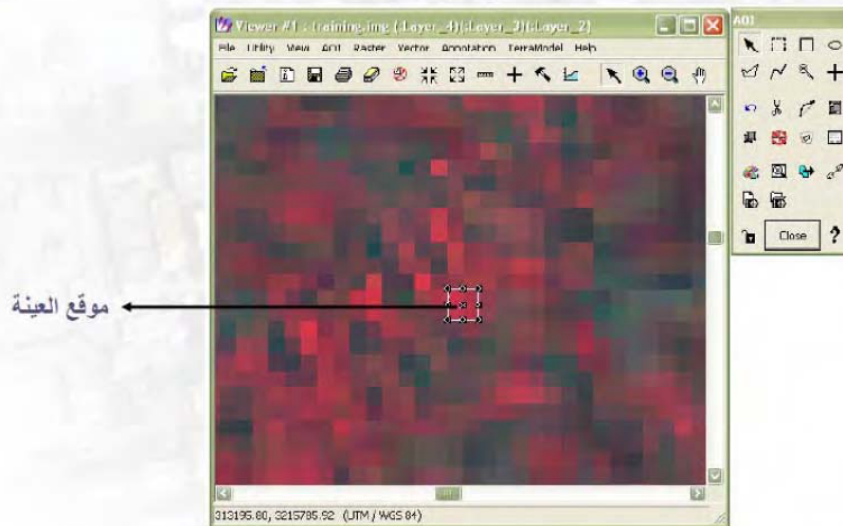 Viewer #1 : training.img (:Layer_4)(:Layer_3)(:Layer_2)
File Utility View AOI Raster Vector Annotation TerraModel Help
AOI
موقع العينة
Close ?
313195.80, 3215785.92 (UTM / WGS 84)